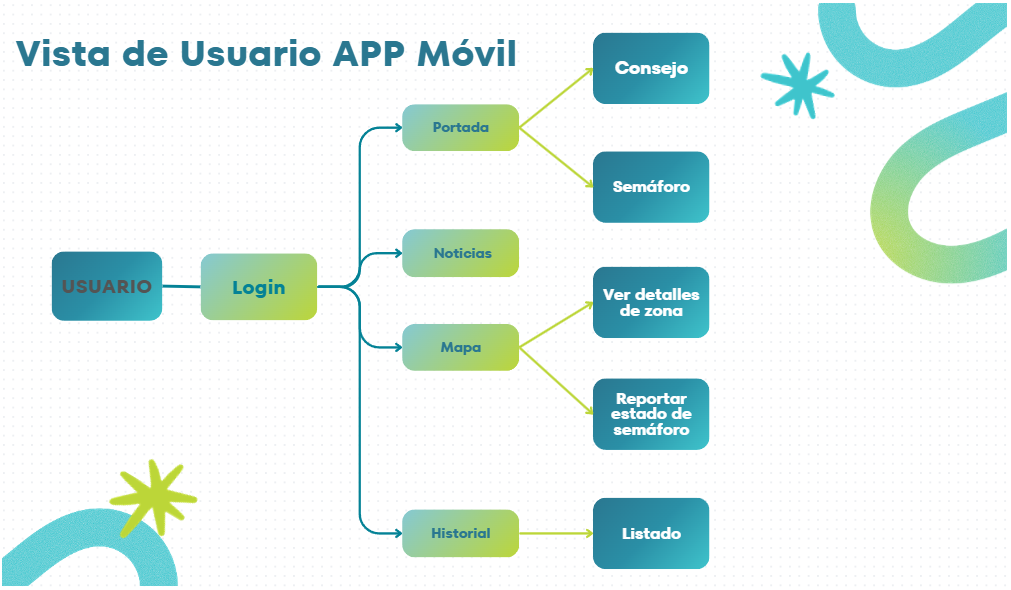 Vista de Usuario APP Móvil
USUARIO
Login
Portada
Consejo
Semáforo
Noticias
Mapa
Ver detalles
de zona
Reportar
estado de
semáforo
Historial
Listado